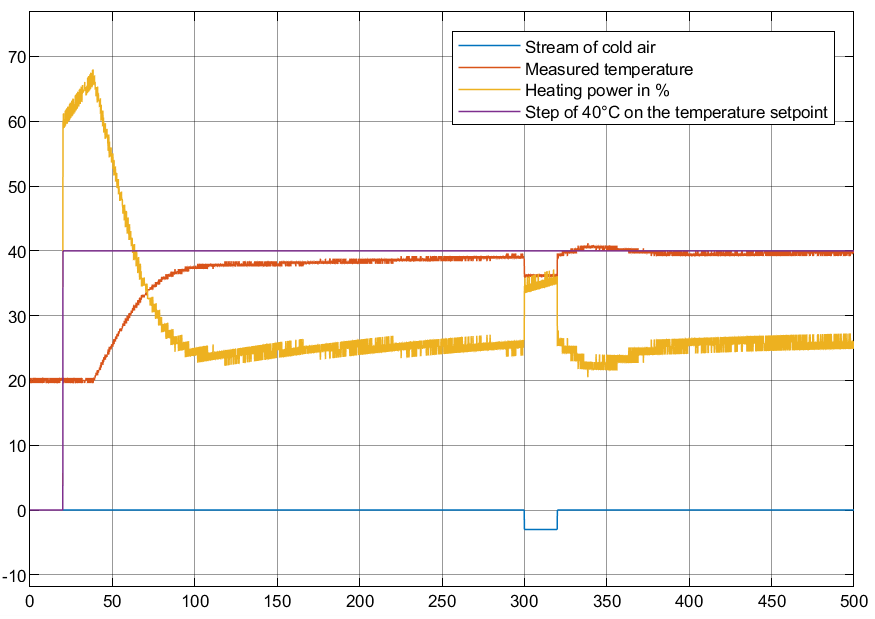 Stream of cold air
Measured temperature
Heating power in %
Step of 40°C on the temperature setpoint
70
60
50
40
30
20
10
0
-10
0 50 100 150 200 250 300 350 400 450 500